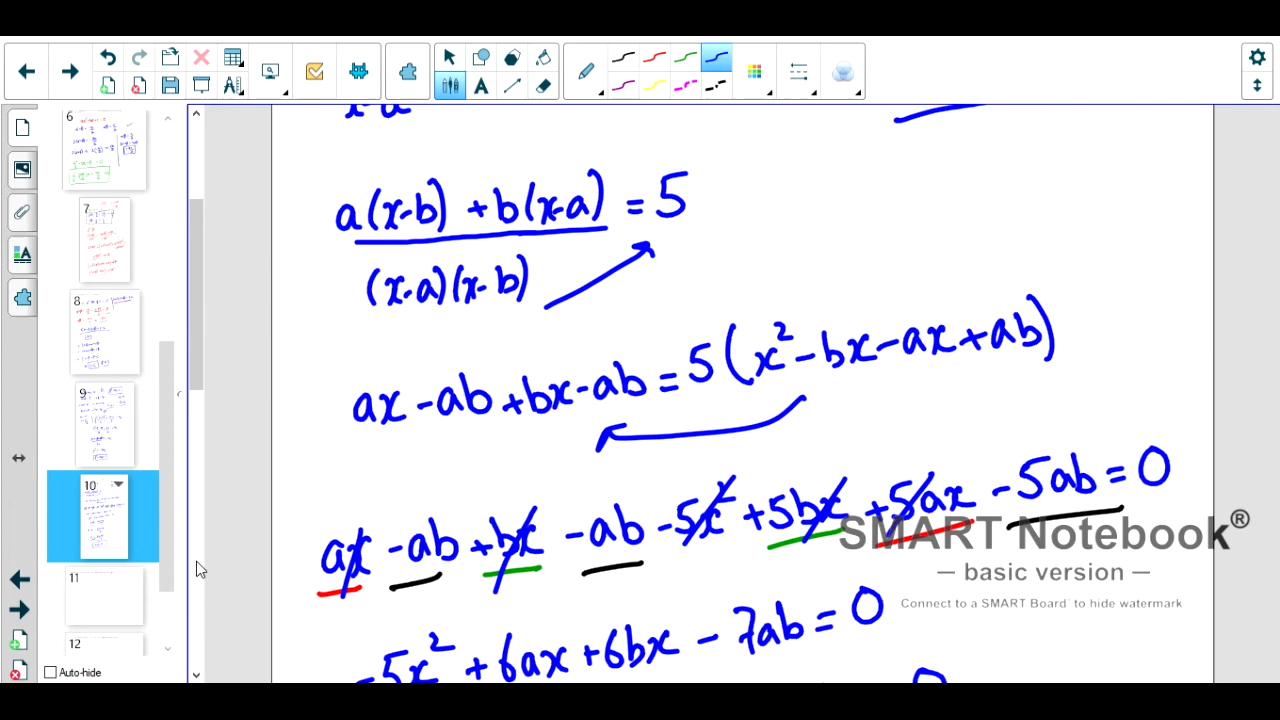 6
7
8
9
10
11
12
Auto-hide
x-a
a(x-b) + b(x-a) = 5
(x-a)(x-b)
ax - ab + bx - ab = 5(x² - bx - ax + ab)
ax - ab + bx - ab - 5x² + 5bx + 5ax - 5ab = 0
SMART Notebook®
— basic version —
Connect to a SMART Board™ to hide watermark
-5x² + 6ax + 6bx - 7ab = 0